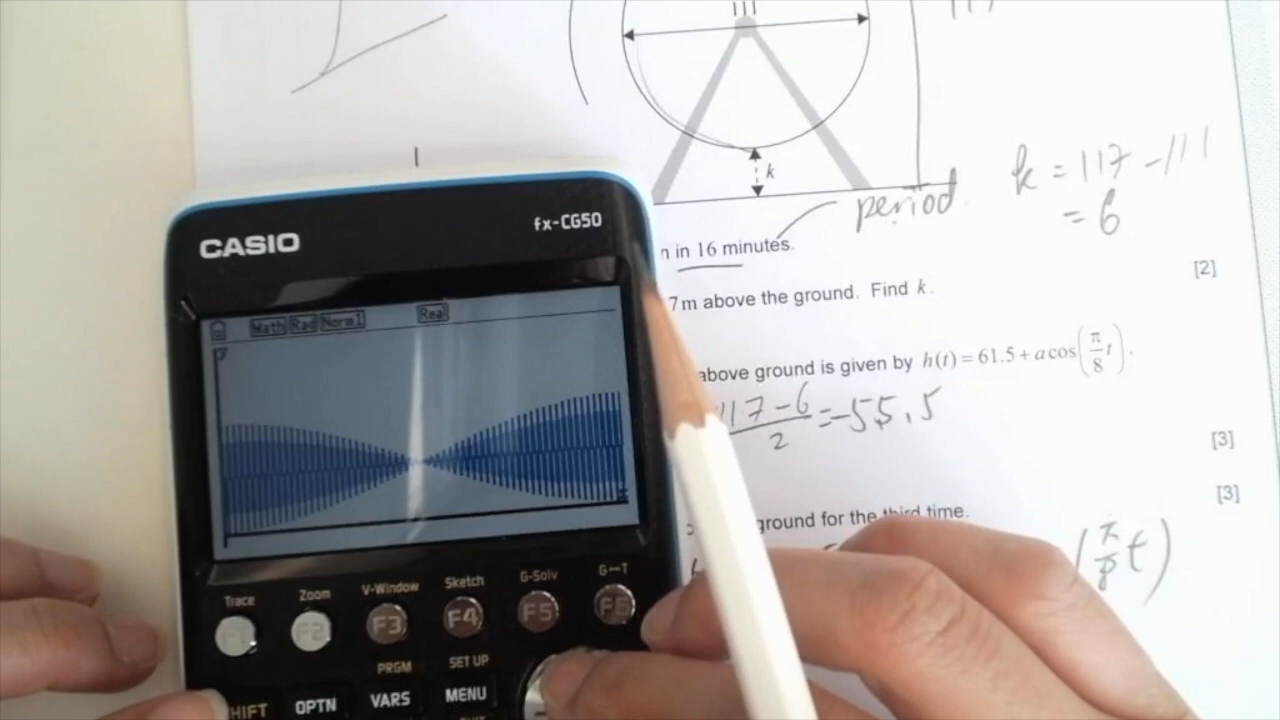 111
k
period.
k = 117 - 111
= 6
n in 16 minutes.
[2]
7 m above the ground. Find k.
above ground is given by h(t) = 61.5 + a cos(π/8 t).
117 - 6 / 2 = -55.5
[3]
[3]
ground for the third time.
(π/8 t)
CASIO
fx-CG50
Math Rad Norm1 Real
y
Trace Zoom V-Window Sketch G-Solv G↔T
F1 F2 F3 F4 F5 F6
PRGM SET UP
SHIFT OPTN VARS MENU